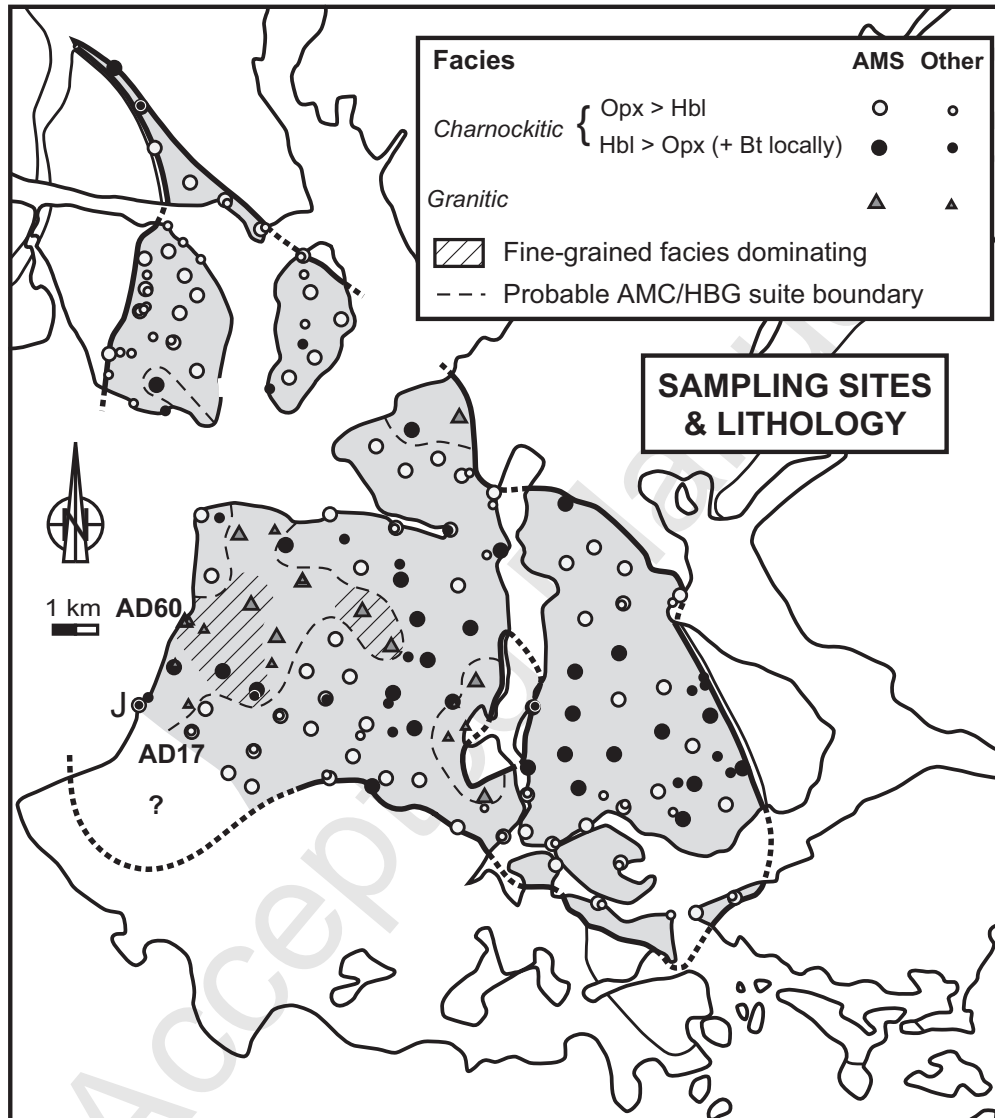 Facies AMS Other
Charnockitic { Opx > Hbl
Hbl > Opx (+ Bt locally)
Granitic
Fine-grained facies dominating
Probable AMC/HBG suite boundary
SAMPLING SITES
& LITHOLOGY
N
1 km
AD60
J
AD17
?
Accepted